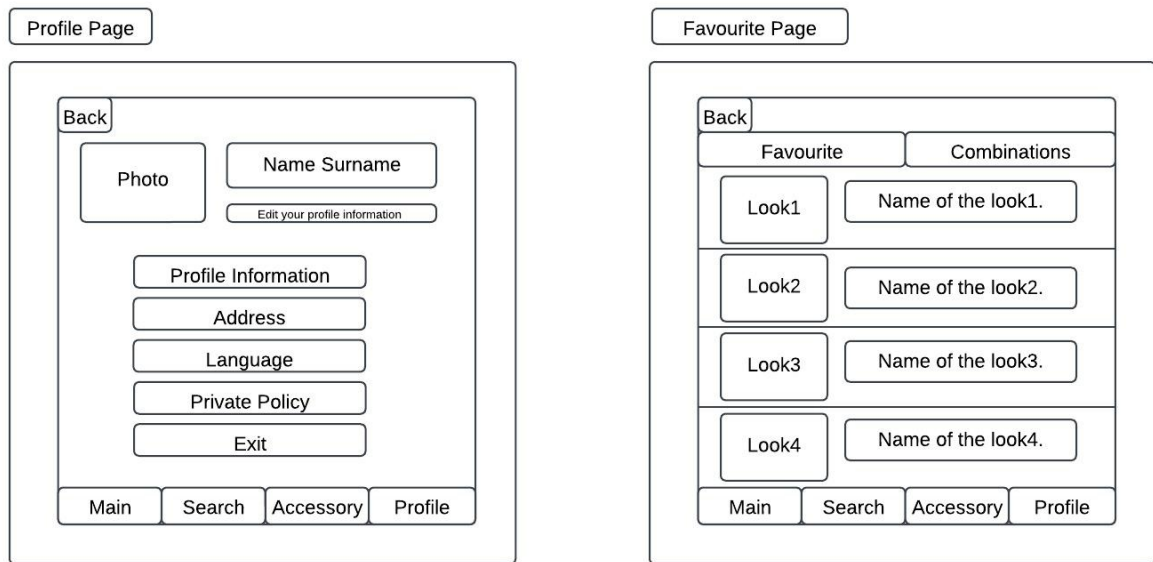 Profile Page
Back
Photo
Name Surname
Edit your profile information
Profile Information
Address
Language
Private Policy
Exit
Main
Search
Accessory
Profile
Favourite Page
Back
Favourite
Combinations
Look1
Name of the look1.
Look2
Name of the look2.
Look3
Name of the look3.
Look4
Name of the look4.
Main
Search
Accessory
Profile